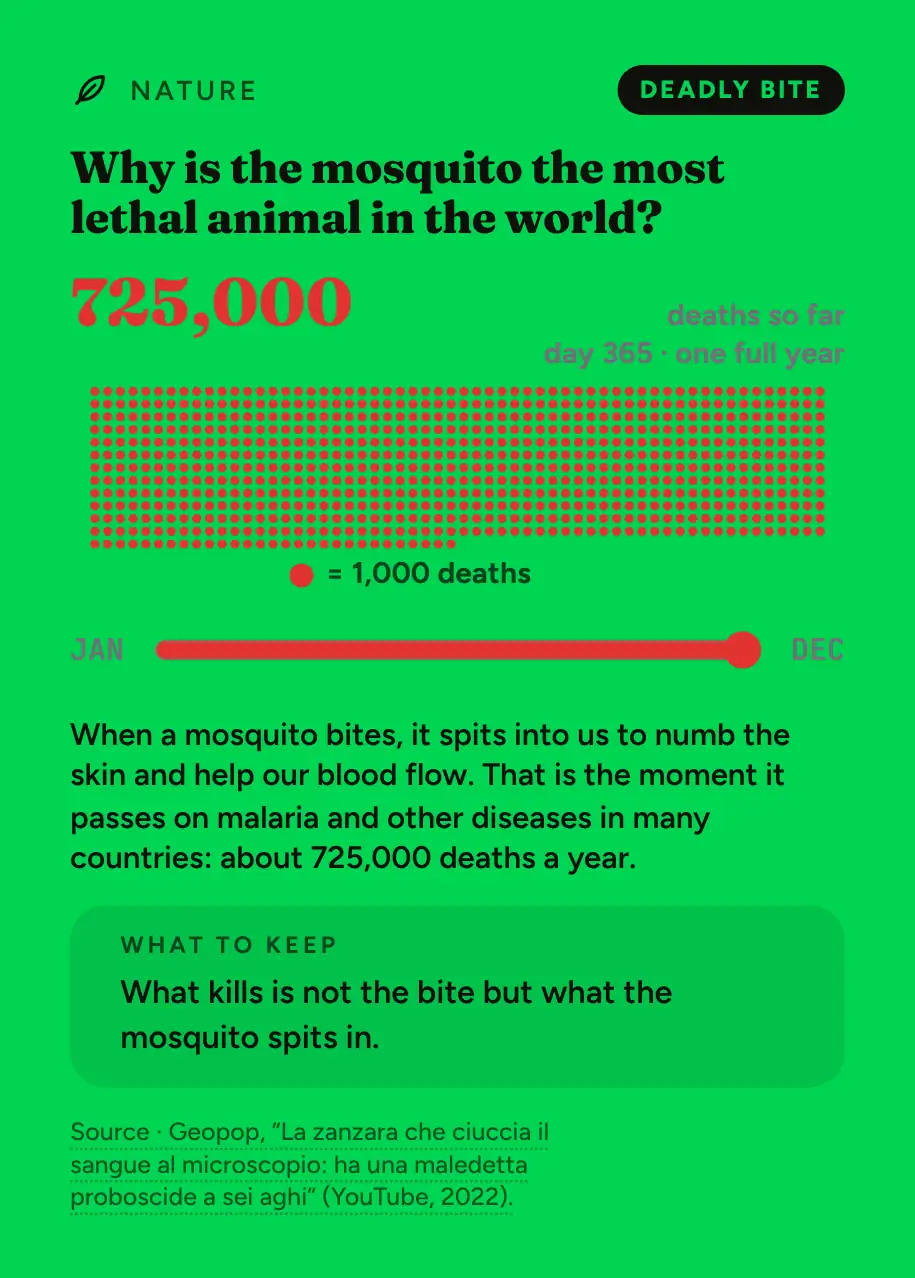 NATURE
DEADLY BITE
Why is the mosquito the most
lethal animal in the world?
725,000
deaths so far
day 365 · one full year
= 1,000 deaths
JAN
DEC
When a mosquito bites, it spits into us to numb the
skin and help our blood flow. That is the moment it
passes on malaria and other diseases in many
countries: about 725,000 deaths a year.
WHAT TO KEEP
What kills is not the bite but what the
mosquito spits in.
Source · Geopop, “La zanzara che ciuccia il
sangue al microscopio: ha una maledetta
proboscide a sei aghi” (YouTube, 2022).